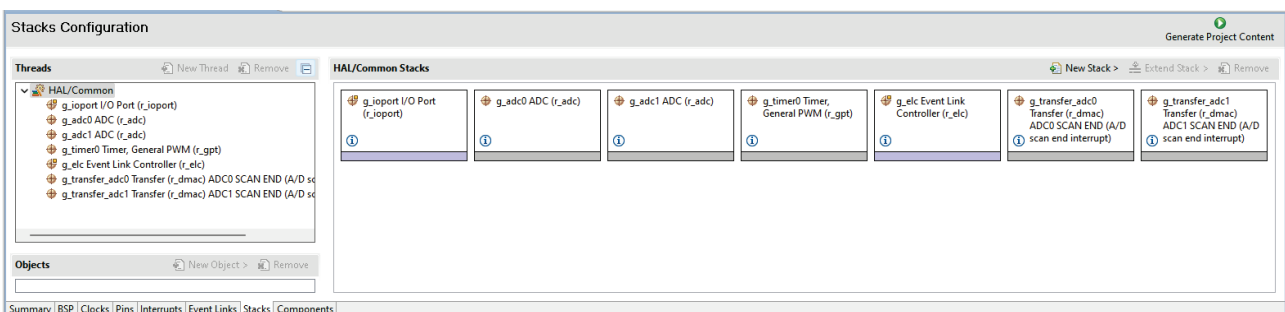 Stacks Configuration
Generate Project Content
Threads
New Thread
Remove
HAL/Common
g_ioport I/O Port (r_ioport)
g_adc0 ADC (r_adc)
g_adc1 ADC (r_adc)
g_timer0 Timer, General PWM (r_gpt)
g_elc Event Link Controller (r_elc)
g_transfer_adc0 Transfer (r_dmac) ADC0 SCAN END (A/D sc
g_transfer_adc1 Transfer (r_dmac) ADC1 SCAN END (A/D sc
Objects
New Object >
Remove
HAL/Common Stacks
New Stack >
Extend Stack >
Remove
g_ioport I/O Port
(r_ioport)
g_adc0 ADC (r_adc)
g_adc1 ADC (r_adc)
g_timer0 Timer,
General PWM (r_gpt)
g_elc Event Link
Controller (r_elc)
g_transfer_adc0
Transfer (r_dmac)
ADC0 SCAN END (A/D
scan end interrupt)
g_transfer_adc1
Transfer (r_dmac)
ADC1 SCAN END (A/D
scan end interrupt)
Summary BSP Clocks Pins Interrupts Event Links Stacks Components